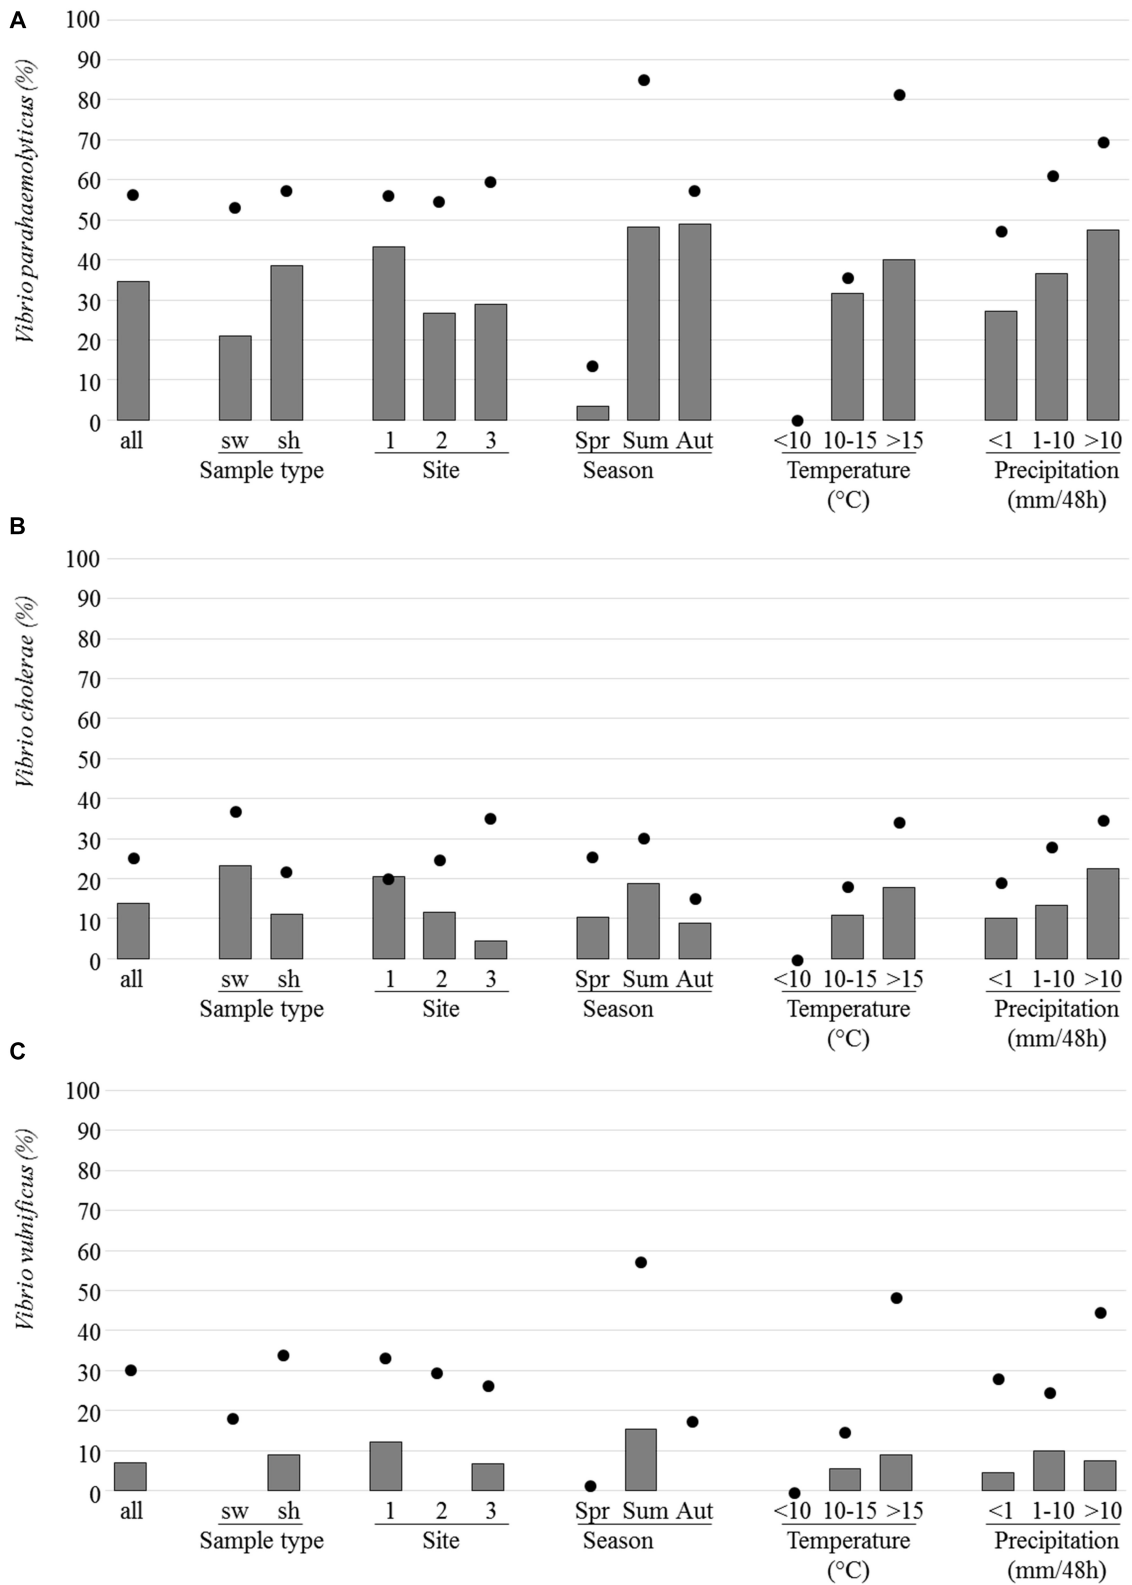 A
Vibrio parahaemolyticus (%)
100
90
80
70
60
50
40
30
20
10
0
all sw sh 1 2 3 Spr Sum Aut <10 10-15 >15 <1 1-10 >10
Sample type Site Season Temperature Precipitation
(°C) (mm/48h)
B
Vibrio cholerae (%)
100
90
80
70
60
50
40
30
20
10
0
all sw sh 1 2 3 Spr Sum Aut <10 10-15 >15 <1 1-10 >10
Sample type Site Season Temperature Precipitation
(°C) (mm/48h)
C
Vibrio vulnificus (%)
100
90
80
70
60
50
40
30
20
10
0
all sw sh 1 2 3 Spr Sum Aut <10 10-15 >15 <1 1-10 >10
Sample type Site Season Temperature Precipitation
(°C) (mm/48h)